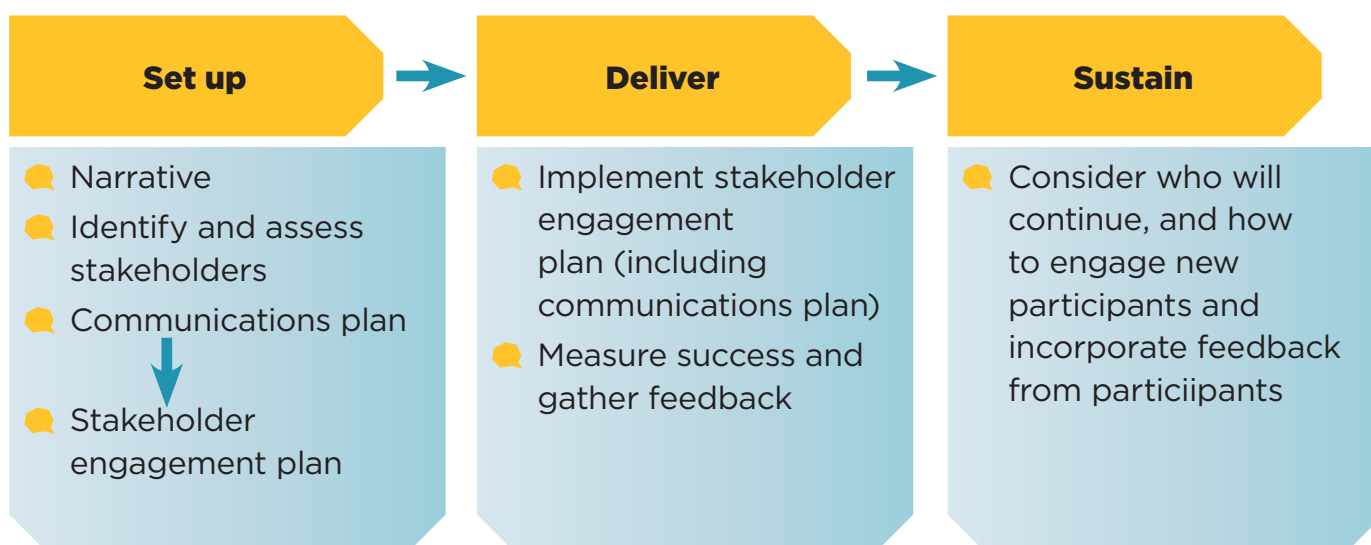 Set up
Narrative
Identify and assess
stakeholders
Communications plan
Stakeholder
engagement plan
Deliver
Implement stakeholder
engagement
plan (including
communications plan)
Measure success and
gather feedback
Sustain
Consider who will
continue, and how
to engage new
participants and
incorporate feedback
from particiipants